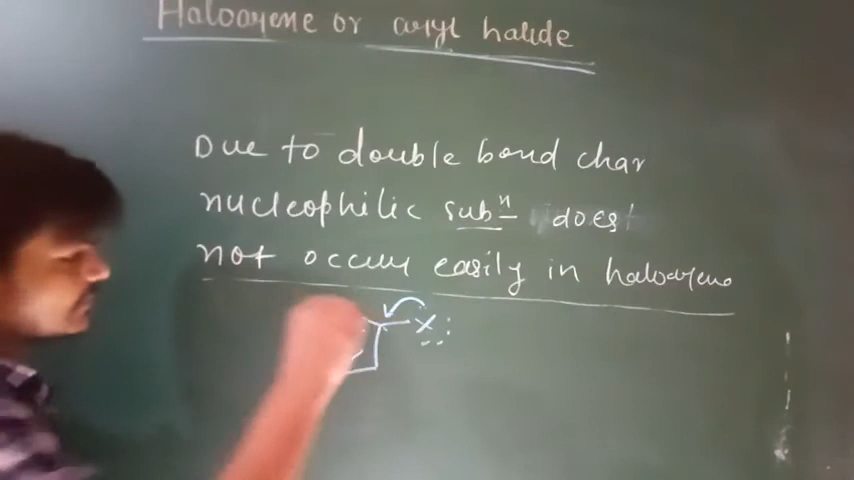 Haloarene or aryl halide
Due to double bond char
nucleophilic subⁿ does
not occur easily in haloarene
X